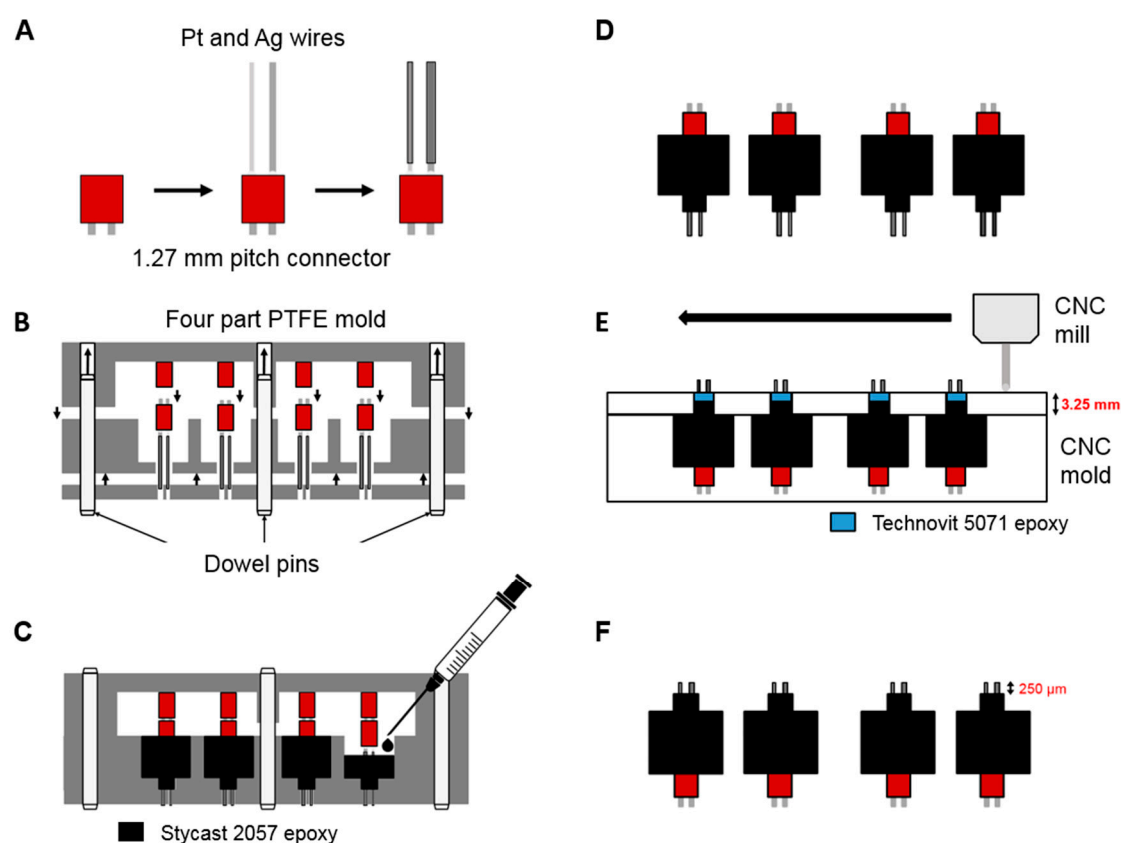 A
Pt and Ag wires
1.27 mm pitch connector
B
Four part PTFE mold
Dowel pins
C
Stycast 2057 epoxy
D
E
CNC
mill
3.25 mm
CNC
mold
Technovit 5071 epoxy
F
250 µm